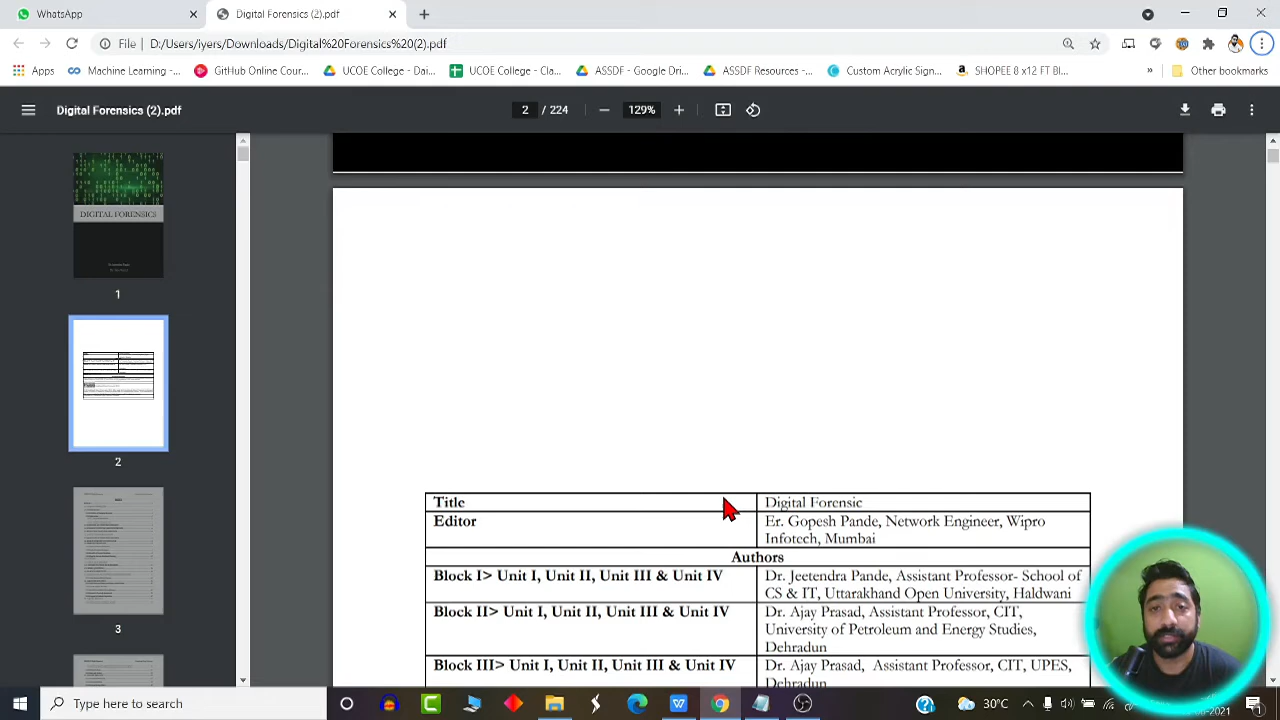 WhatsApp
Digital Forensics (2).pdf
File | D:/Users/iyers/Downloads/Digital%20Forensics%20(2).pdf
Apps
Machine Learning -...
GitHub Online Cour...
UCOE College - Dai...
UCOE College - Cla...
ASSDF - Google Dri...
ASSDF Resources -...
Custom Acrylic Sign...
SHOPEE 8 x12 FT Bl...
»
Other bookmarks
Digital Forensics (2).pdf
2 / 224
129%
DIGITAL FORENSICS
1
2
3
Title
Digital Forensic
Editor
Er. Gopesh Pande, Network Engineer, Wipro
Infotech, Mumbai
Authors
Block I> Unit I, Unit II, Unit III & Unit IV
Dr. Jeetendra Pande, Assistant Professor- School of
CS & IT, Uttarakhand Open University, Haldwani
Block II> Unit I, Unit II, Unit III & Unit IV
Dr. Ajay Prasad, Assistant Professor, CIT,
University of Petroleum and Energy Studies,
Dehradun
Block III> Unit I, Unit II, Unit III & Unit IV
Dr. Ajay Prasad, Assistant Professor, CIT, UPES,
Dehradun
Type here to search
30°C